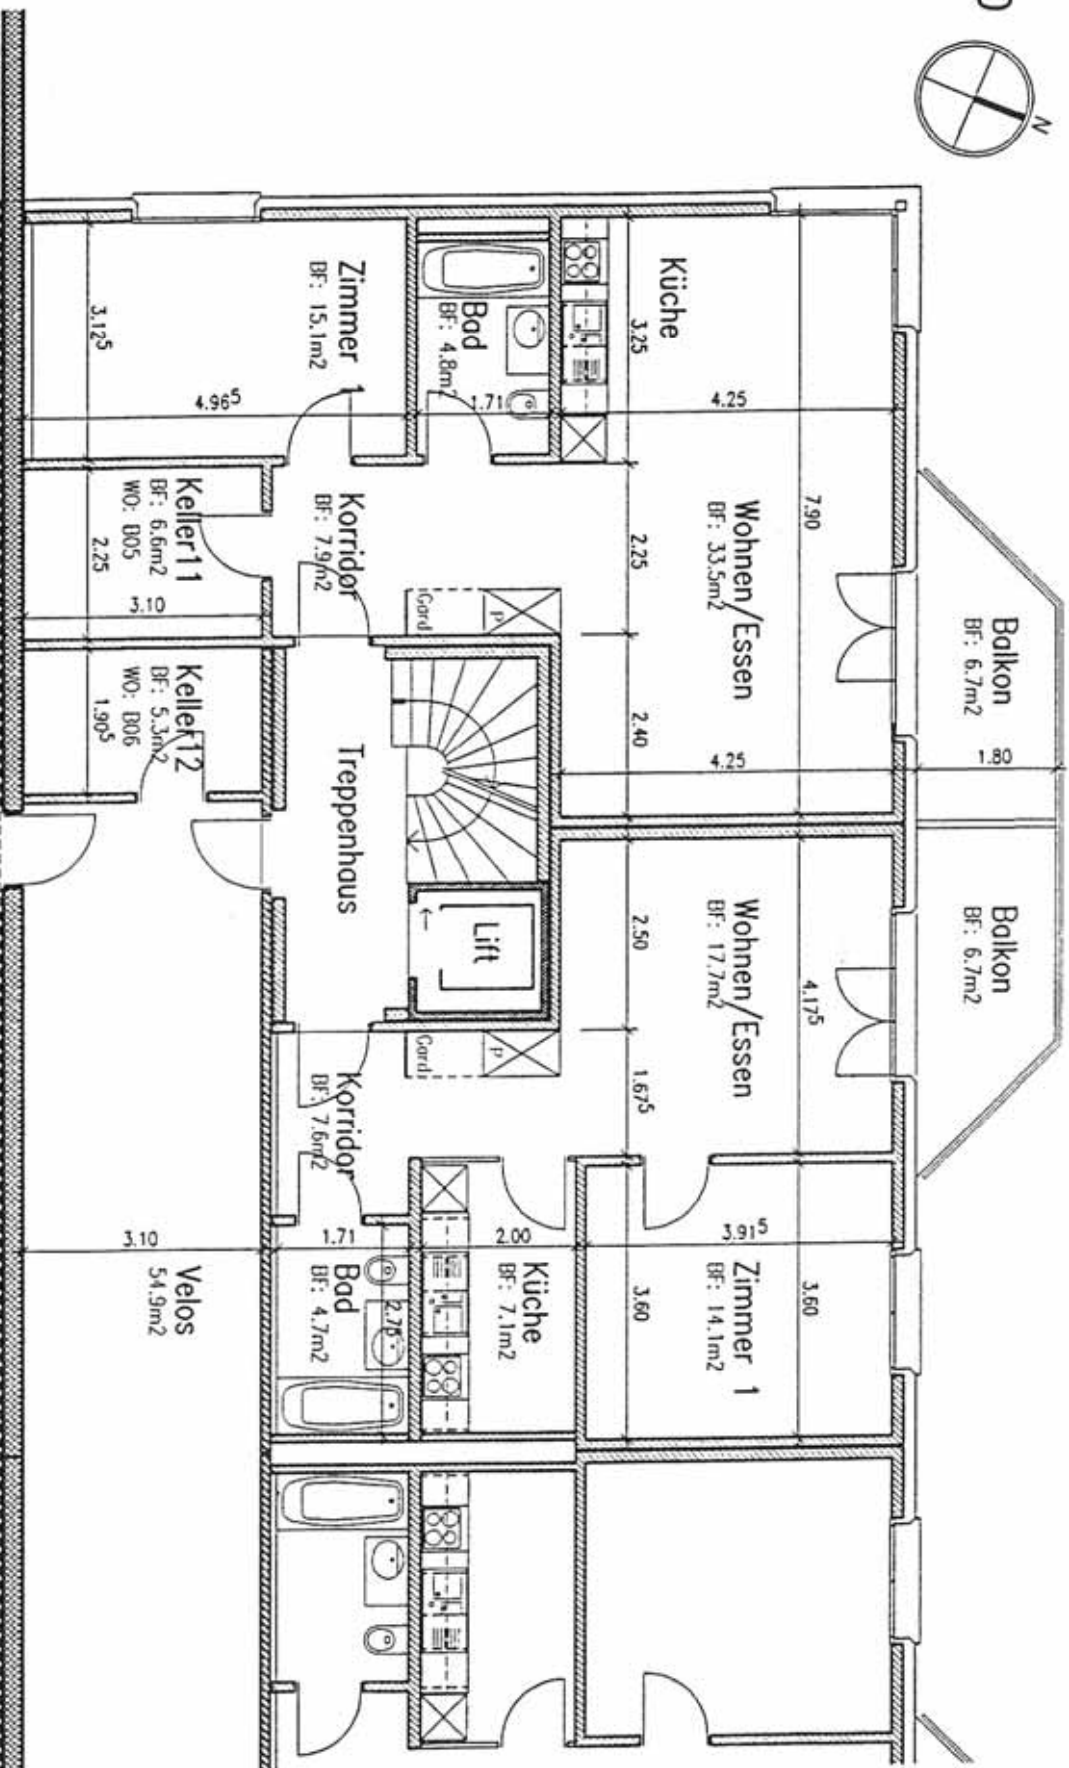 N
Küche
3.25
Zimmer 1
BF: 15.1m2
Bad
BF: 4.8m2
3.12⁵
4.96⁵
1.71
4.25
7.90
Wohnen/Essen
BF: 33.5m2
Korridor
BF: 7.9m2
Keller11
BF: 6.6m2
WO: B05
2.25
2.25
3.10
Gard
P
Balkon
BF: 6.7m2
1.80
Keller12
BF: 5.3m2
WO: B06
1.90⁵
2.40
4.25
Treppenhaus
Lift
Wohnen/Essen
BF: 17.7m2
2.50
4.17⁵
Balkon
BF: 6.7m2
Gard
P
Korridor
BF: 7.6m2
1.67⁵
3.10
1.71
2.00
3.91⁵
Velos
54.9m2
Bad
BF: 4.7m2
2.75
Küche
BF: 7.1m2
3.60
Zimmer 1
BF: 14.1m2
3.60